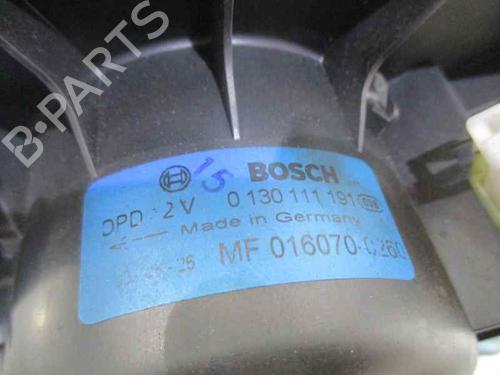 B-PARTS
15 BOSCH
DPD 12V 0 130 111 191
Made in Germany
MF 016070-0260